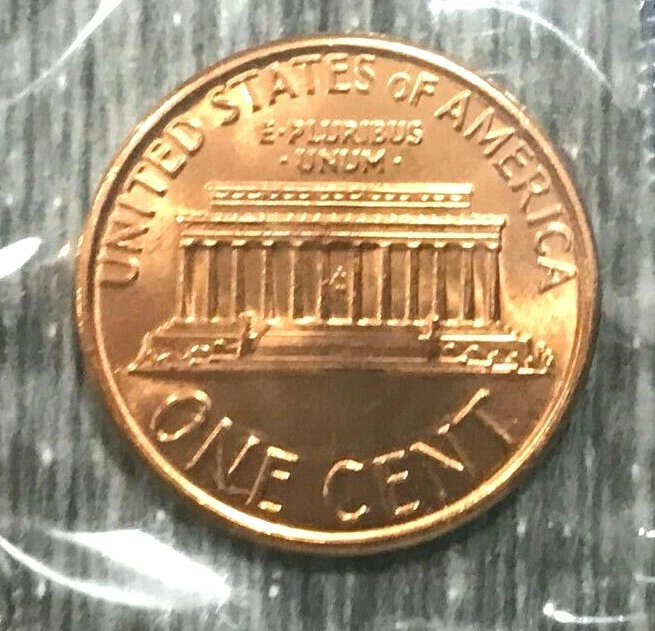 UNITED STATES OF AMERICA
E·PLURIBUS
·UNUM·
ONE CENT